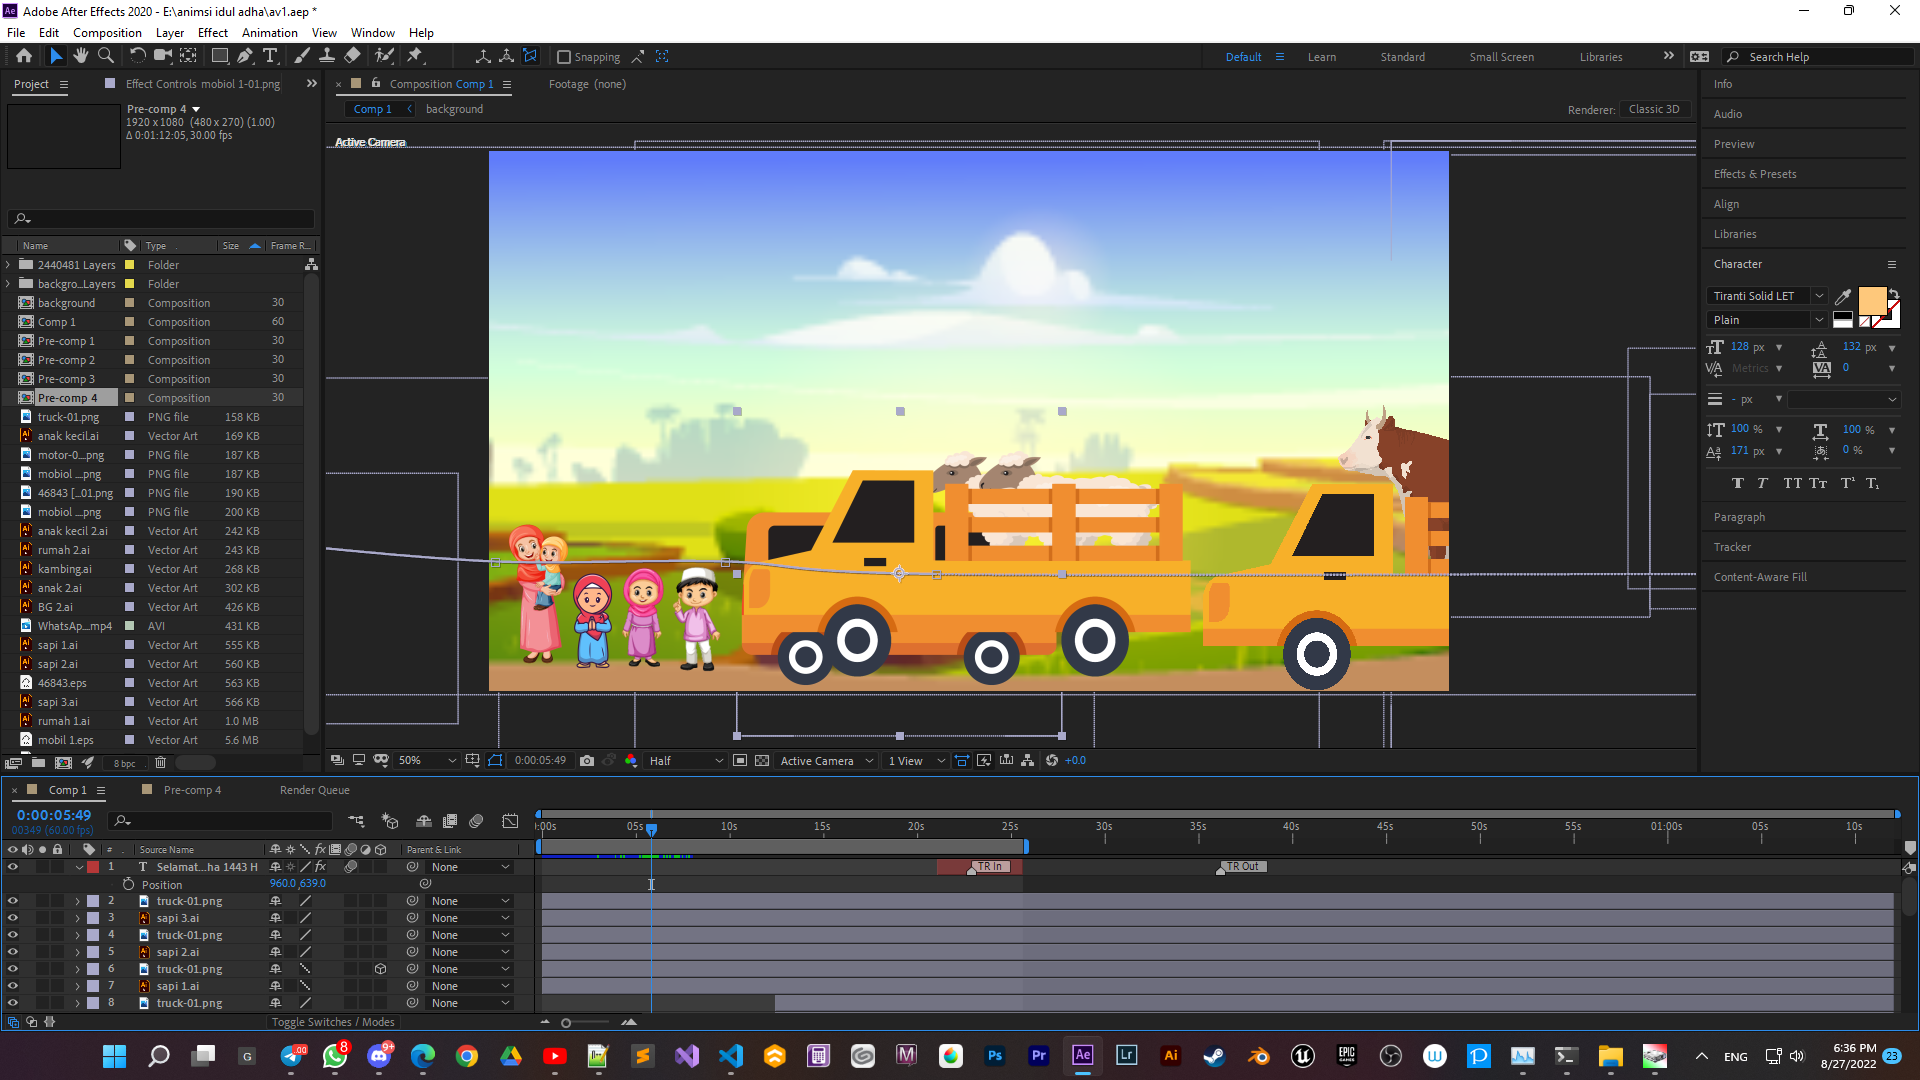 Ae Adobe After Effects 2020 - E:\animsi idul adha\av1.aep *
File Edit Composition Layer Effect Animation View Window Help
Snapping
Default Learn Standard Small Screen Libraries Search Help
Project Effect Controls mobiol 1-01.png
Composition Comp 1 Footage (none)
Pre-comp 4
1920 x 1080 (480 x 270) (1.00)
Δ 0:01:12:05, 30.00 fps
Comp 1 background
Renderer: Classic 3D
Active Camera
Name Type Size Frame R...
2440481 Layers Folder
backgro...Layers Folder
background Composition 30
Comp 1 Composition 60
Pre-comp 1 Composition 30
Pre-comp 2 Composition 30
Pre-comp 3 Composition 30
Pre-comp 4 Composition 30
truck-01.png PNG file 158 KB
anak kecil.ai Vector Art 169 KB
motor-0...png PNG file 187 KB
mobiol ...png PNG file 187 KB
46843 [...01.png PNG file 190 KB
mobiol ...png PNG file 200 KB
anak kecil 2.ai Vector Art 242 KB
rumah 2.ai Vector Art 243 KB
kambing.ai Vector Art 268 KB
anak 2.ai Vector Art 302 KB
BG 2.ai Vector Art 426 KB
WhatsAp...mp4 AVI 431 KB
sapi 1.ai Vector Art 555 KB
sapi 2.ai Vector Art 560 KB
46843.eps Vector Art 563 KB
sapi 3.ai Vector Art 566 KB
rumah 1.ai Vector Art 1.0 MB
mobil 1.eps Vector Art 5.6 MB
8 bpc
50% 0:00:05:49 Half Active Camera 1 View +0.0
Info
Audio
Preview
Effects & Presets
Align
Libraries
Character
Tiranti Solid LET
Plain
128 px 132 px
Metrics 0
- px
100 % 100 %
171 px 0 %
Paragraph
Tracker
Content-Aware Fill
Comp 1 Pre-comp 4 Render Queue
0:00:05:49
00349 (60.00 fps)
:00s 05s 10s 15s 20s 25s 30s 35s 40s 45s 50s 55s 01:00s 05s 10s
# Source Name Parent & Link
1 T Selamat...ha 1443 H None TR In TR Out
Position 960.0,639.0
2 truck-01.png None
3 sapi 3.ai None
4 truck-01.png None
5 sapi 2.ai None
6 truck-01.png None
7 sapi 1.ai None
8 truck-01.png None
Toggle Switches / Modes
ENG 6:36 PM
8/27/2022 23